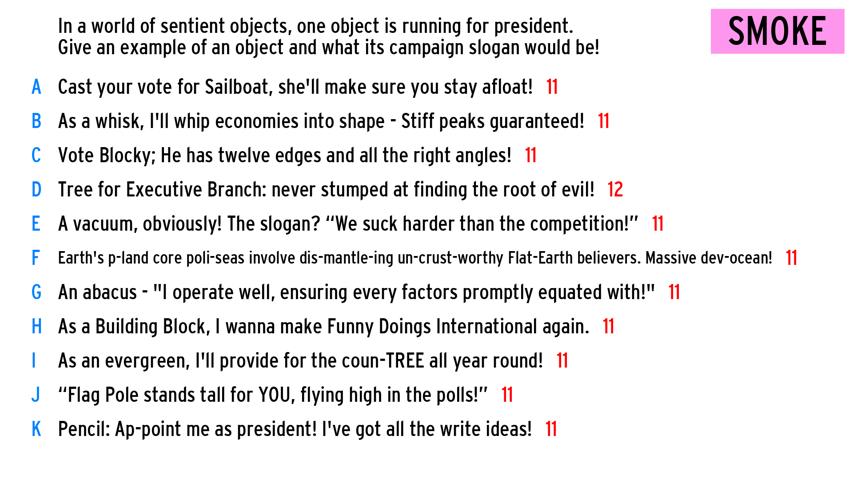 In a world of sentient objects, one object is running for president.
Give an example of an object and what its campaign slogan would be!
SMOKE
A Cast your vote for Sailboat, she'll make sure you stay afloat! 11
B As a whisk, I'll whip economies into shape - Stiff peaks guaranteed! 11
C Vote Blocky; He has twelve edges and all the right angles! 11
D Tree for Executive Branch: never stumped at finding the root of evil! 12
E A vacuum, obviously! The slogan? “We suck harder than the competition!” 11
F Earth's p-land core poli-seas involve dis-mantle-ing un-crust-worthy Flat-Earth believers. Massive dev-ocean! 11
G An abacus - "I operate well, ensuring every factors promptly equated with!" 11
H As a Building Block, I wanna make Funny Doings International again. 11
I As an evergreen, I'll provide for the coun-TREE all year round! 11
J “Flag Pole stands tall for YOU, flying high in the polls!” 11
K Pencil: Ap-point me as president! I've got all the write ideas! 11